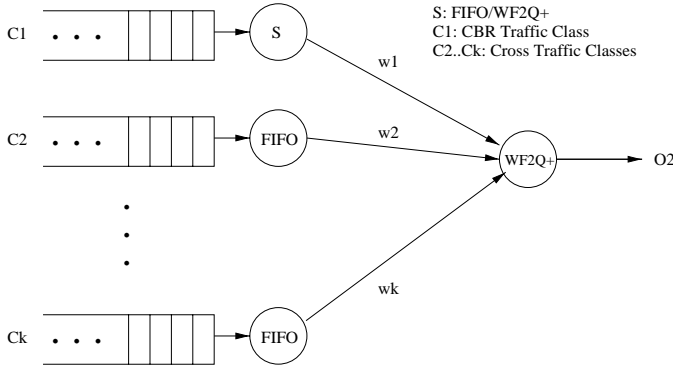 C1
S
S: FIFO/WF2Q+
C1: CBR Traffic Class
C2..Ck: Cross Traffic Classes
w1
C2
FIFO
w2
WF2Q+
O2
wk
Ck
FIFO